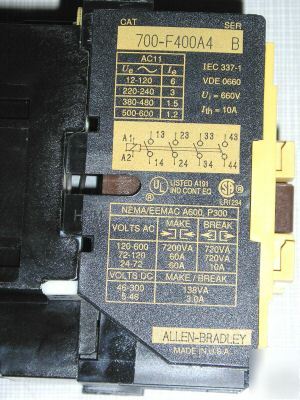 CAT SER
700-F400A4 B
AC11
Ue ~ Ie
12-120 6
220-240 3
380-480 1.5
500-600 1.2
IEC 337-1
VDE 0660
Ui = 660V
Ith = 10A
A1 13 23 33 43
A2 14 24 34 44
UL LISTED A191
IND CONT EQ
LR1234
NEMA/EEMAC A600, P300
VOLTS AC MAKE BREAK
120-600 7200VA 720VA
72-120 60A 720VA
24-72 60A 10A
VOLTS DC MAKE / BREAK
46-300 138VA
5-46 3.0A
ALLEN-BRADLEY
MADE IN U.S.A.